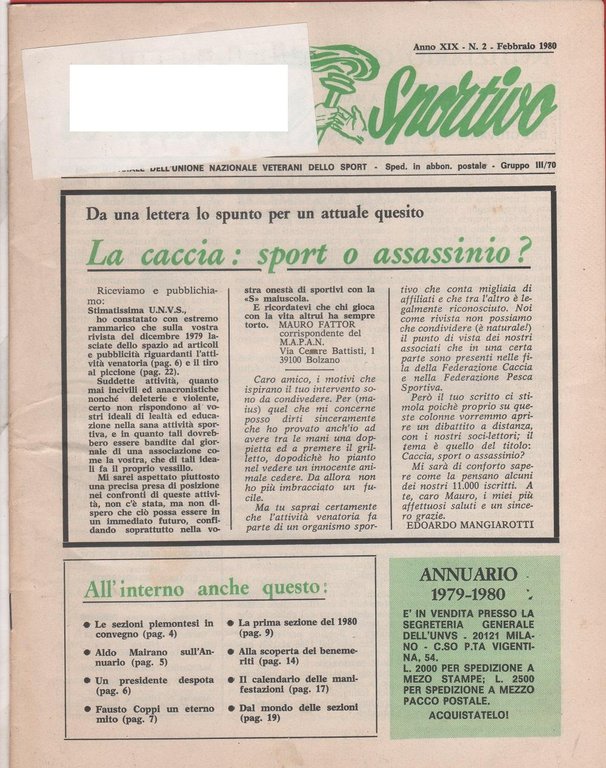 Anno XIX - N. 2 - Febbraio 1980
Sportivo
DELL'UNIONE NAZIONALE VETERANI DELLO SPORT - Sped. in abbon. postale - Gruppo III/70
Da una lettera lo spunto per un attuale quesito
La caccia: sport o assassinio?
Riceviamo e pubblichia-
mo:
Stimatissima U.N.V.S.,
ho constatato con estremo
rammarico che sulla vostra
rivista del dicembre 1979 la-
sciate dello spazio ad articoli
e pubblicità riguardanti l'atti-
vità venatoria (pag. 6) e il tiro
al piccione (pag. 22).
Suddette attività, quanto
mai incivili ed anacronistiche
nonché deleterie e violente,
certo non rispondono ai vo-
stri ideali di lealtà ed educa-
zione nella sana attività spor-
tiva, e in quanto tali dovreb-
bero essere bandite dal gior-
nale di una associazione co-
me la vostra, che di tali idea-
li fa il proprio vessillo.
Mi sarei aspettato piuttosto
una precisa presa di posizione
nei confronti di queste attivi-
tà, non c'è stata, ma non di-
spero che ciò possa essere in
un immediato futuro, confi-
dando soprattutto nella vo-
stra onestà di sportivi con la
«S» maiuscola.
E ricordatevi che chi gioca
con la vita altrui ha sempre
torto.
MAURO FATTOR
corrispondente del
M.A.P.A.N.
Via Cesare Battisti, 1
39100 Bolzano
Caro amico, i motivi che
ispirano il tuo intervento so-
no da condividere. Per (ma-
ius) quel che mi concerne
posso dirti sinceramente
che ho provato anch'io ad
avere tra le mani una dop-
pietta ed a premere il gril-
letto, dopodichè ho pianto
nel vedere un innocente ani-
male cedere. Da allora non
ho più imbracciato un fu-
cile.
Ma tu saprai certamente
che l'attività venatoria fa
parte di un organismo spor-
tivo che conta migliaia di
affiliati e che tra l'altro è le-
galmente riconosciuto. Noi
come rivista non possiamo
che condividere (è naturale!)
il punto di vista dei nostri
associati che in una certa
parte sono presenti nelle fi-
la della Federazione Caccia
e nella Federazione Pesca
Sportiva.
Però il tuo scritto ci sti-
mola poichè proprio su que-
ste colonne vorremmo apri-
re un dibattito a distanza,
con i nostri soci-lettori; il
tema è quello del titolo:
Caccia, sport o assassinio?
Mi sarà di conforto sape-
re come la pensano alcuni
dei nostri 11.000 iscritti. A
te, caro Mauro, i miei più
affettuosi saluti e un since-
ro grazie.
EDOARDO MANGIAROTTI
All'interno anche questo:
● Le sezioni piemontesi in
convegno (pag. 4)
● Aldo Mairano sull'An-
nuario (pag. 5)
● Un presidente despota
(pag. 6)
● Fausto Coppi un eterno
mito (pag. 7)
● La prima sezione del 1980
(pag. 9)
● Alla scoperta dei beneme-
riti (pag. 14)
● Il calendario delle mani-
festazioni (pag. 17)
● Dal mondo delle sezioni
(pag. 19)
ANNUARIO
1979-1980
E' IN VENDITA PRESSO LA
SEGRETERIA GENERALE
DELL'UNVS - 20121 MILA-
NO - C.SO P.TA VIGENTI-
NA, 54.
L. 2000 PER SPEDIZIONE A
MEZO STAMPE; L. 2500
PER SPEDIZIONE A MEZZO
PACCO POSTALE.
ACQUISTATELO!